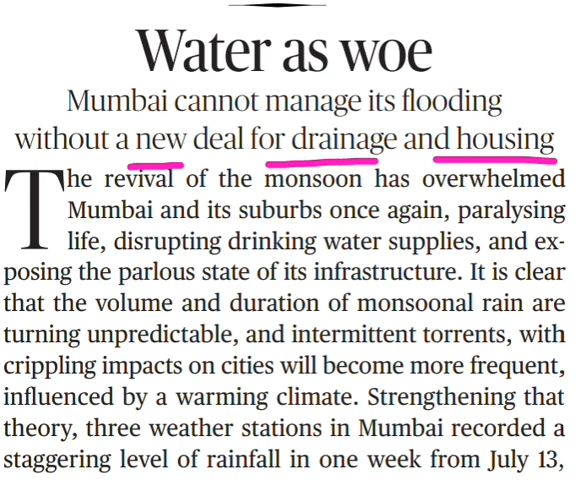 Water as woe
Mumbai cannot manage its flooding
without a new deal for drainage and housing
The revival of the monsoon has overwhelmed
Mumbai and its suburbs once again, paralysing
life, disrupting drinking water supplies, and ex-
posing the parlous state of its infrastructure. It is clear
that the volume and duration of monsoonal rain are
turning unpredictable, and intermittent torrents, with
crippling impacts on cities will become more frequent,
influenced by a warming climate. Strengthening that
theory, three weather stations in Mumbai recorded a
staggering level of rainfall in one week from July 13,